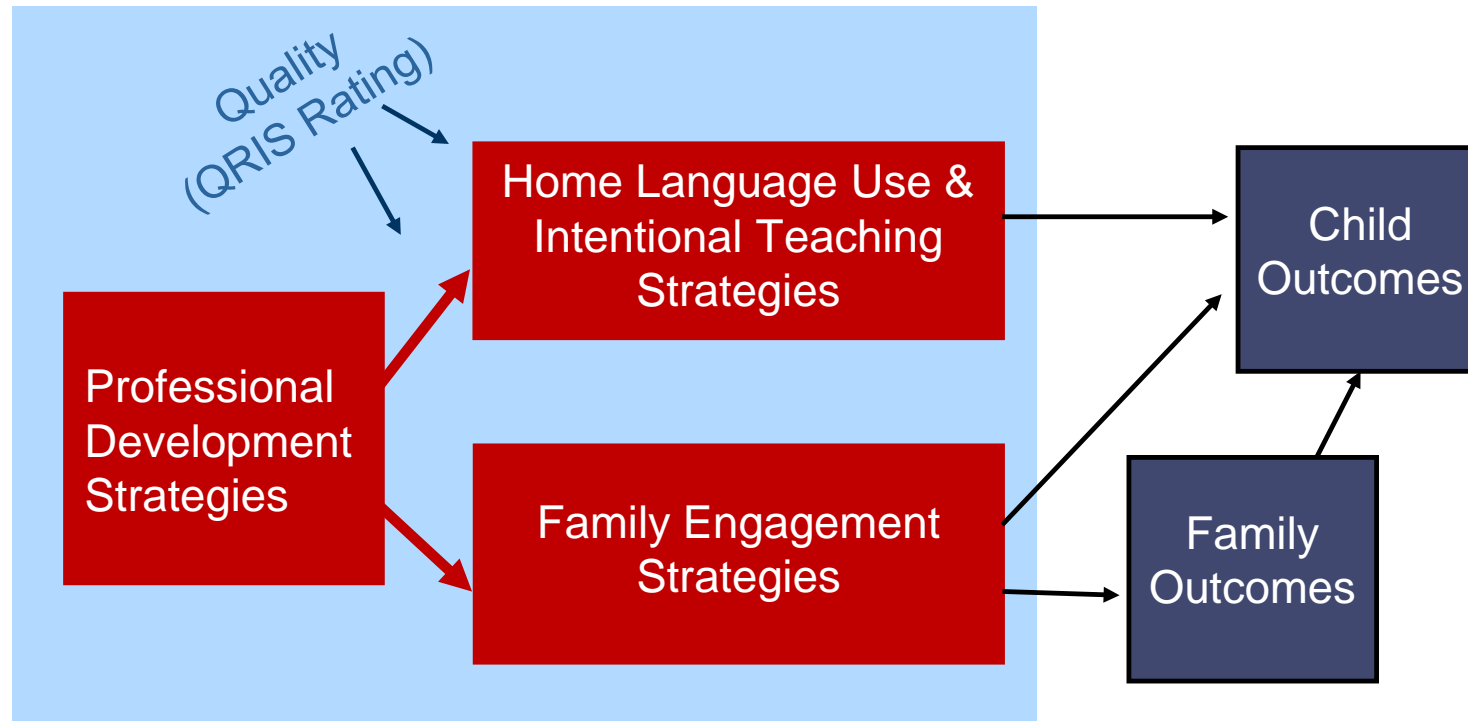 Quality
(QRIS Rating)
Home Language Use &
Intentional Teaching
Strategies
Child
Outcomes
Professional
Development
Strategies
Family Engagement
Strategies
Family
Outcomes